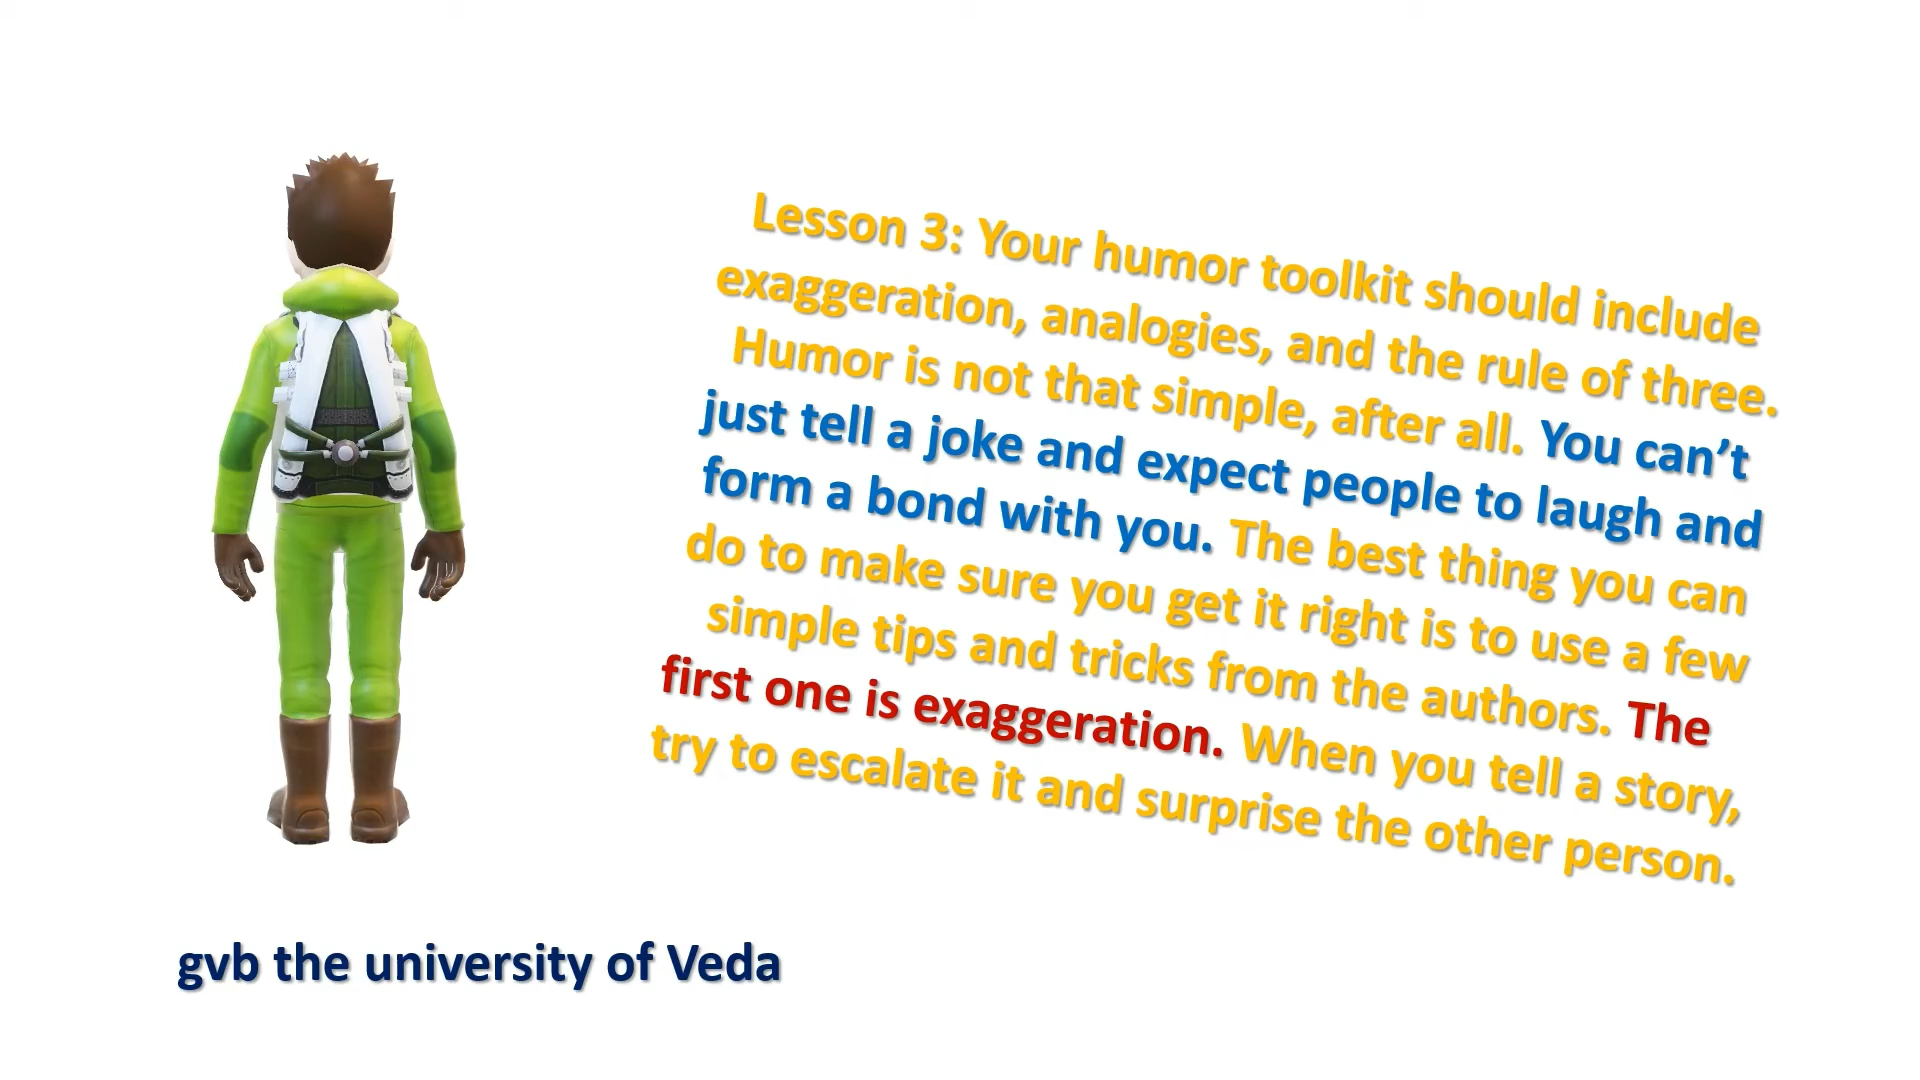 Lesson 3: Your humor toolkit should include
exaggeration, analogies, and the rule of three.
Humor is not that simple, after all. You can’t
just tell a joke and expect people to laugh and
form a bond with you. The best thing you can
do to make sure you get it right is to use a few
simple tips and tricks from the authors. The
first one is exaggeration. When you tell a story,
try to escalate it and surprise the other person.
gvb the university of Veda